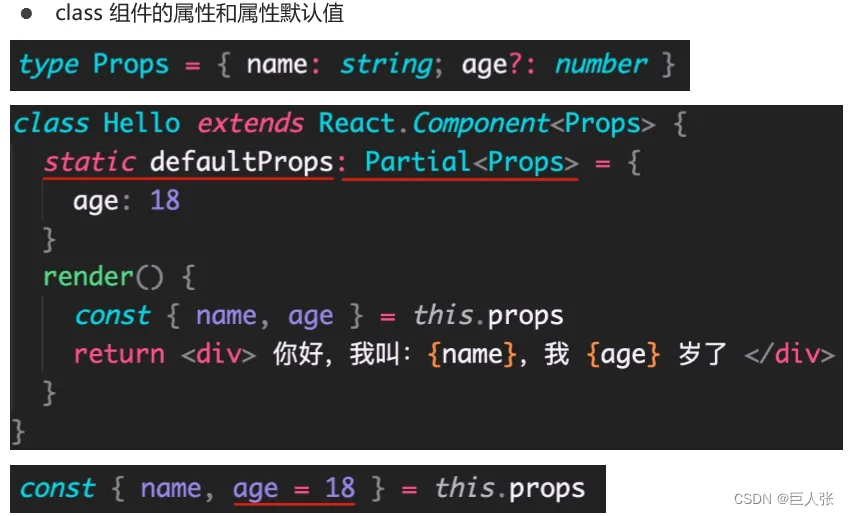 ● class 组件的属性和属性默认值
type Props = { name: string; age?: number }
class Hello extends React.Component<Props> {
static defaultProps: Partial<Props> = {
age: 18
}
render() {
const { name, age } = this.props
return <div> 你好, 我叫: {name}, 我 {age} 岁了 </div>
}
}
const { name, age = 18 } = this.props
CSDN @巨人张